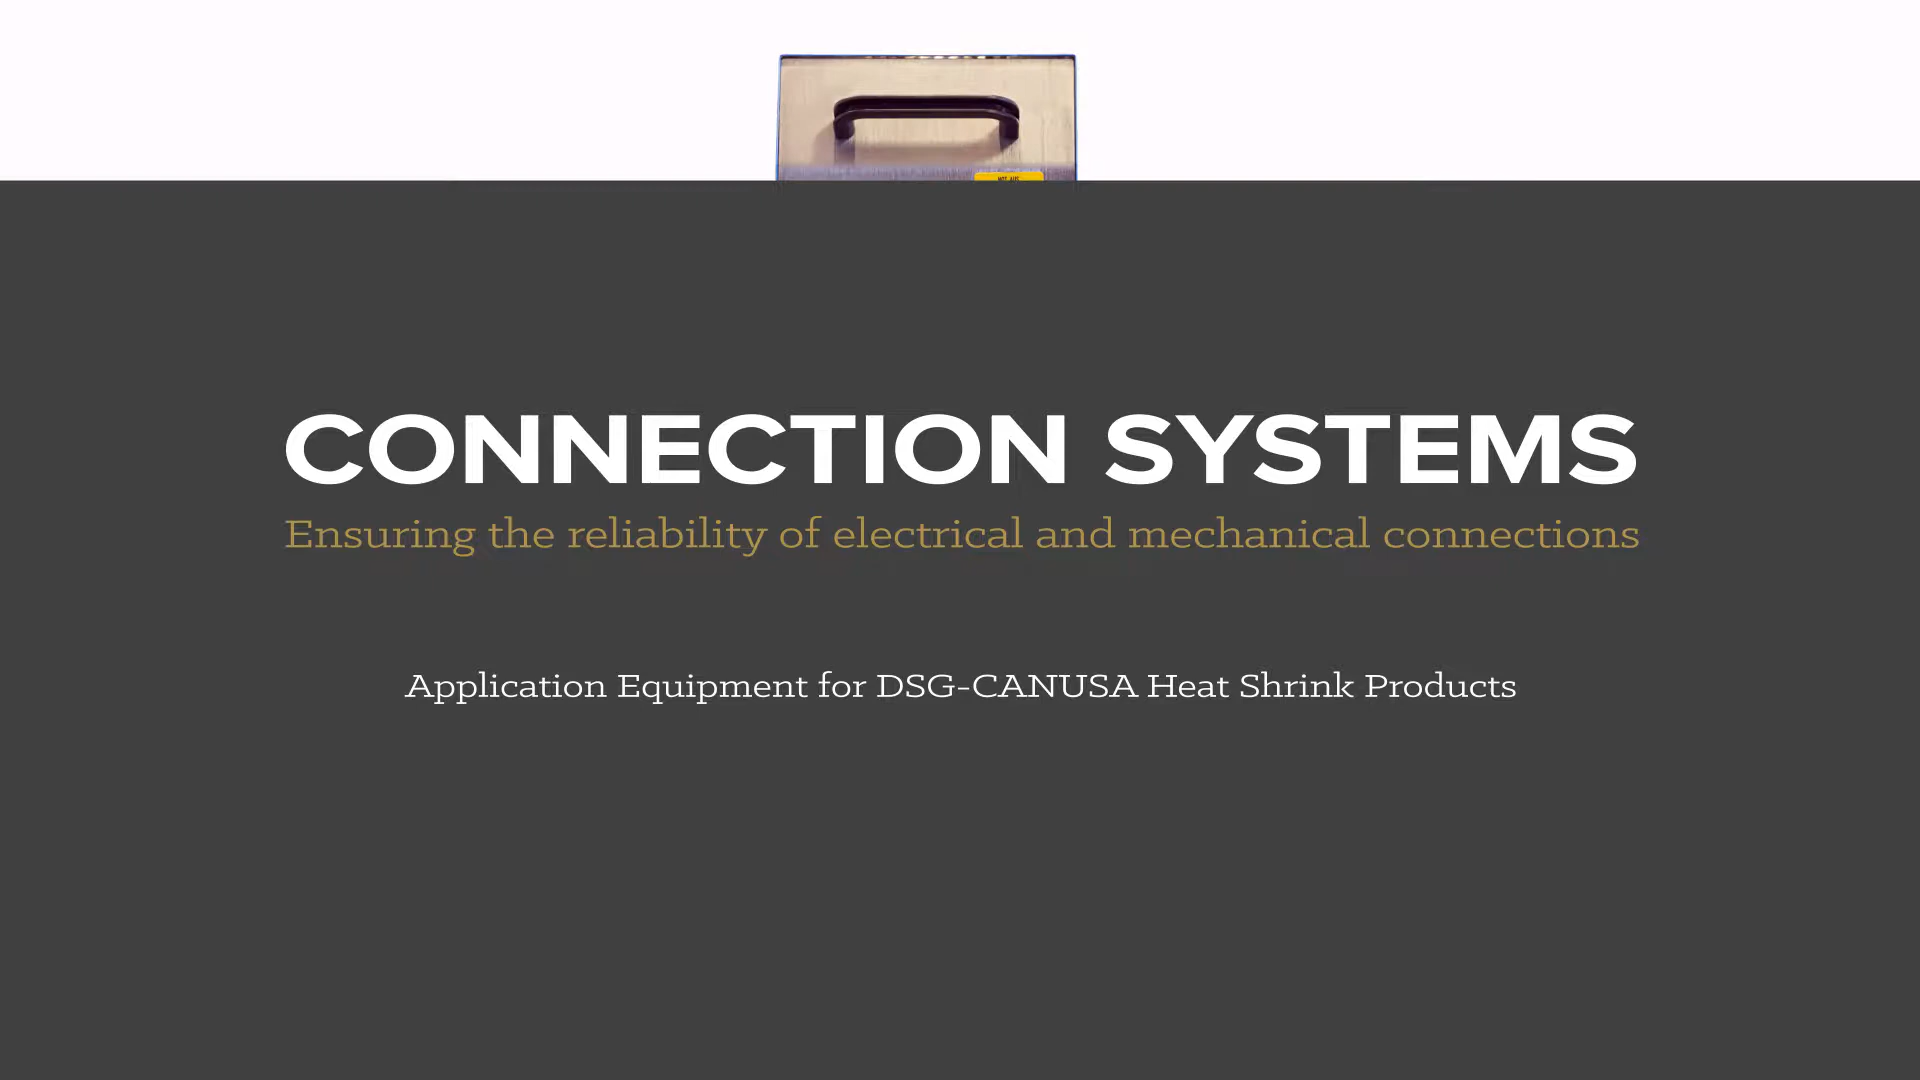 CONNECTION SYSTEMS
Ensuring the reliability of electrical and mechanical connections
Application Equipment for DSG-CANUSA Heat Shrink Products